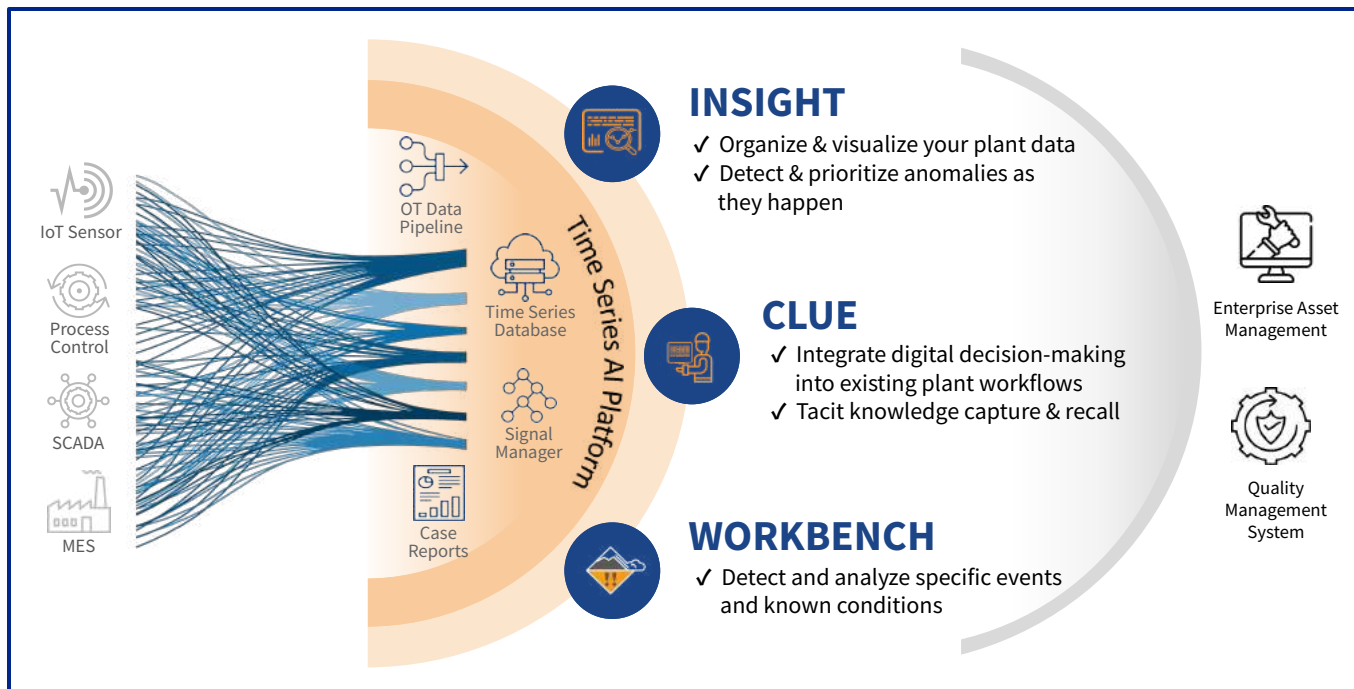 IoT Sensor
Process
Control
SCADA
MES
OT Data
Pipeline
Time Series
Database
Signal
Manager
Case
Reports
Time Series AI Platform
INSIGHT
✓ Organize & visualize your plant data
✓ Detect & prioritize anomalies as
they happen
CLUE
✓ Integrate digital decision-making
into existing plant workflows
✓ Tacit knowledge capture & recall
WORKBENCH
✓ Detect and analyze specific events
and known conditions
Enterprise Asset
Management
Quality
Management
System